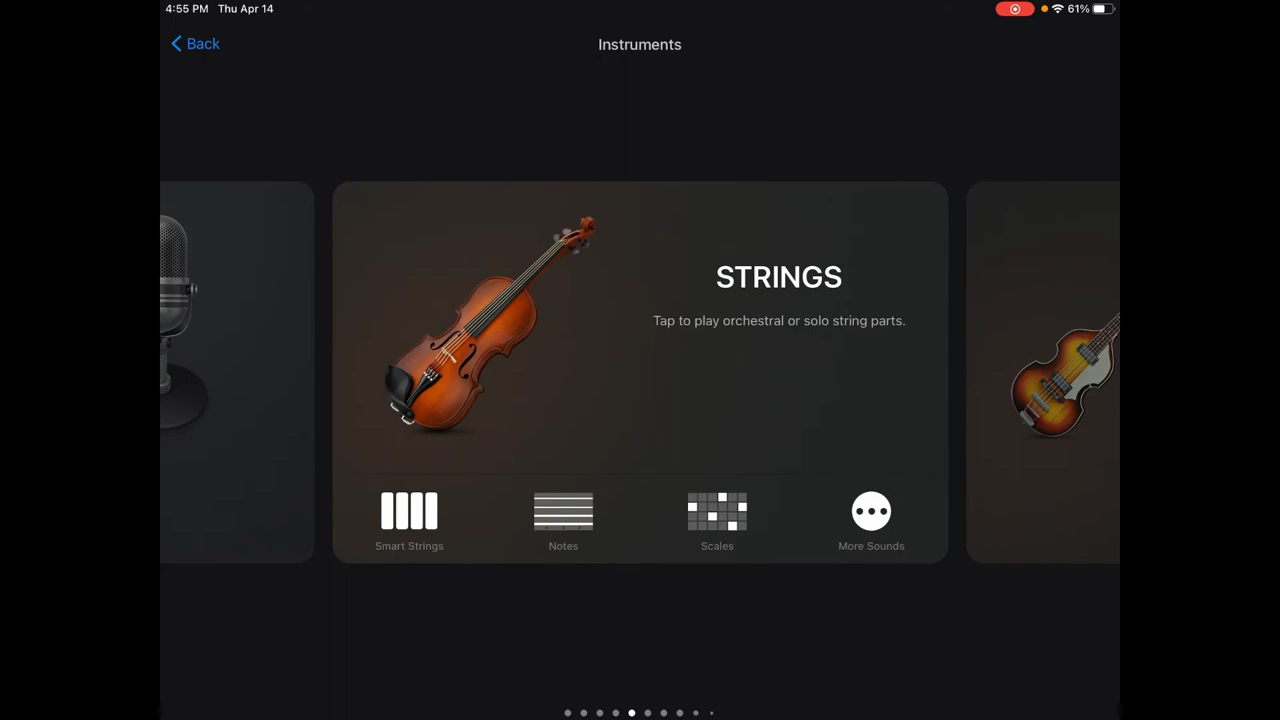 4:55 PM Thu Apr 14
61%
Back
Instruments
STRINGS
Tap to play orchestral or solo string parts.
Smart Strings
Notes
Scales
More Sounds